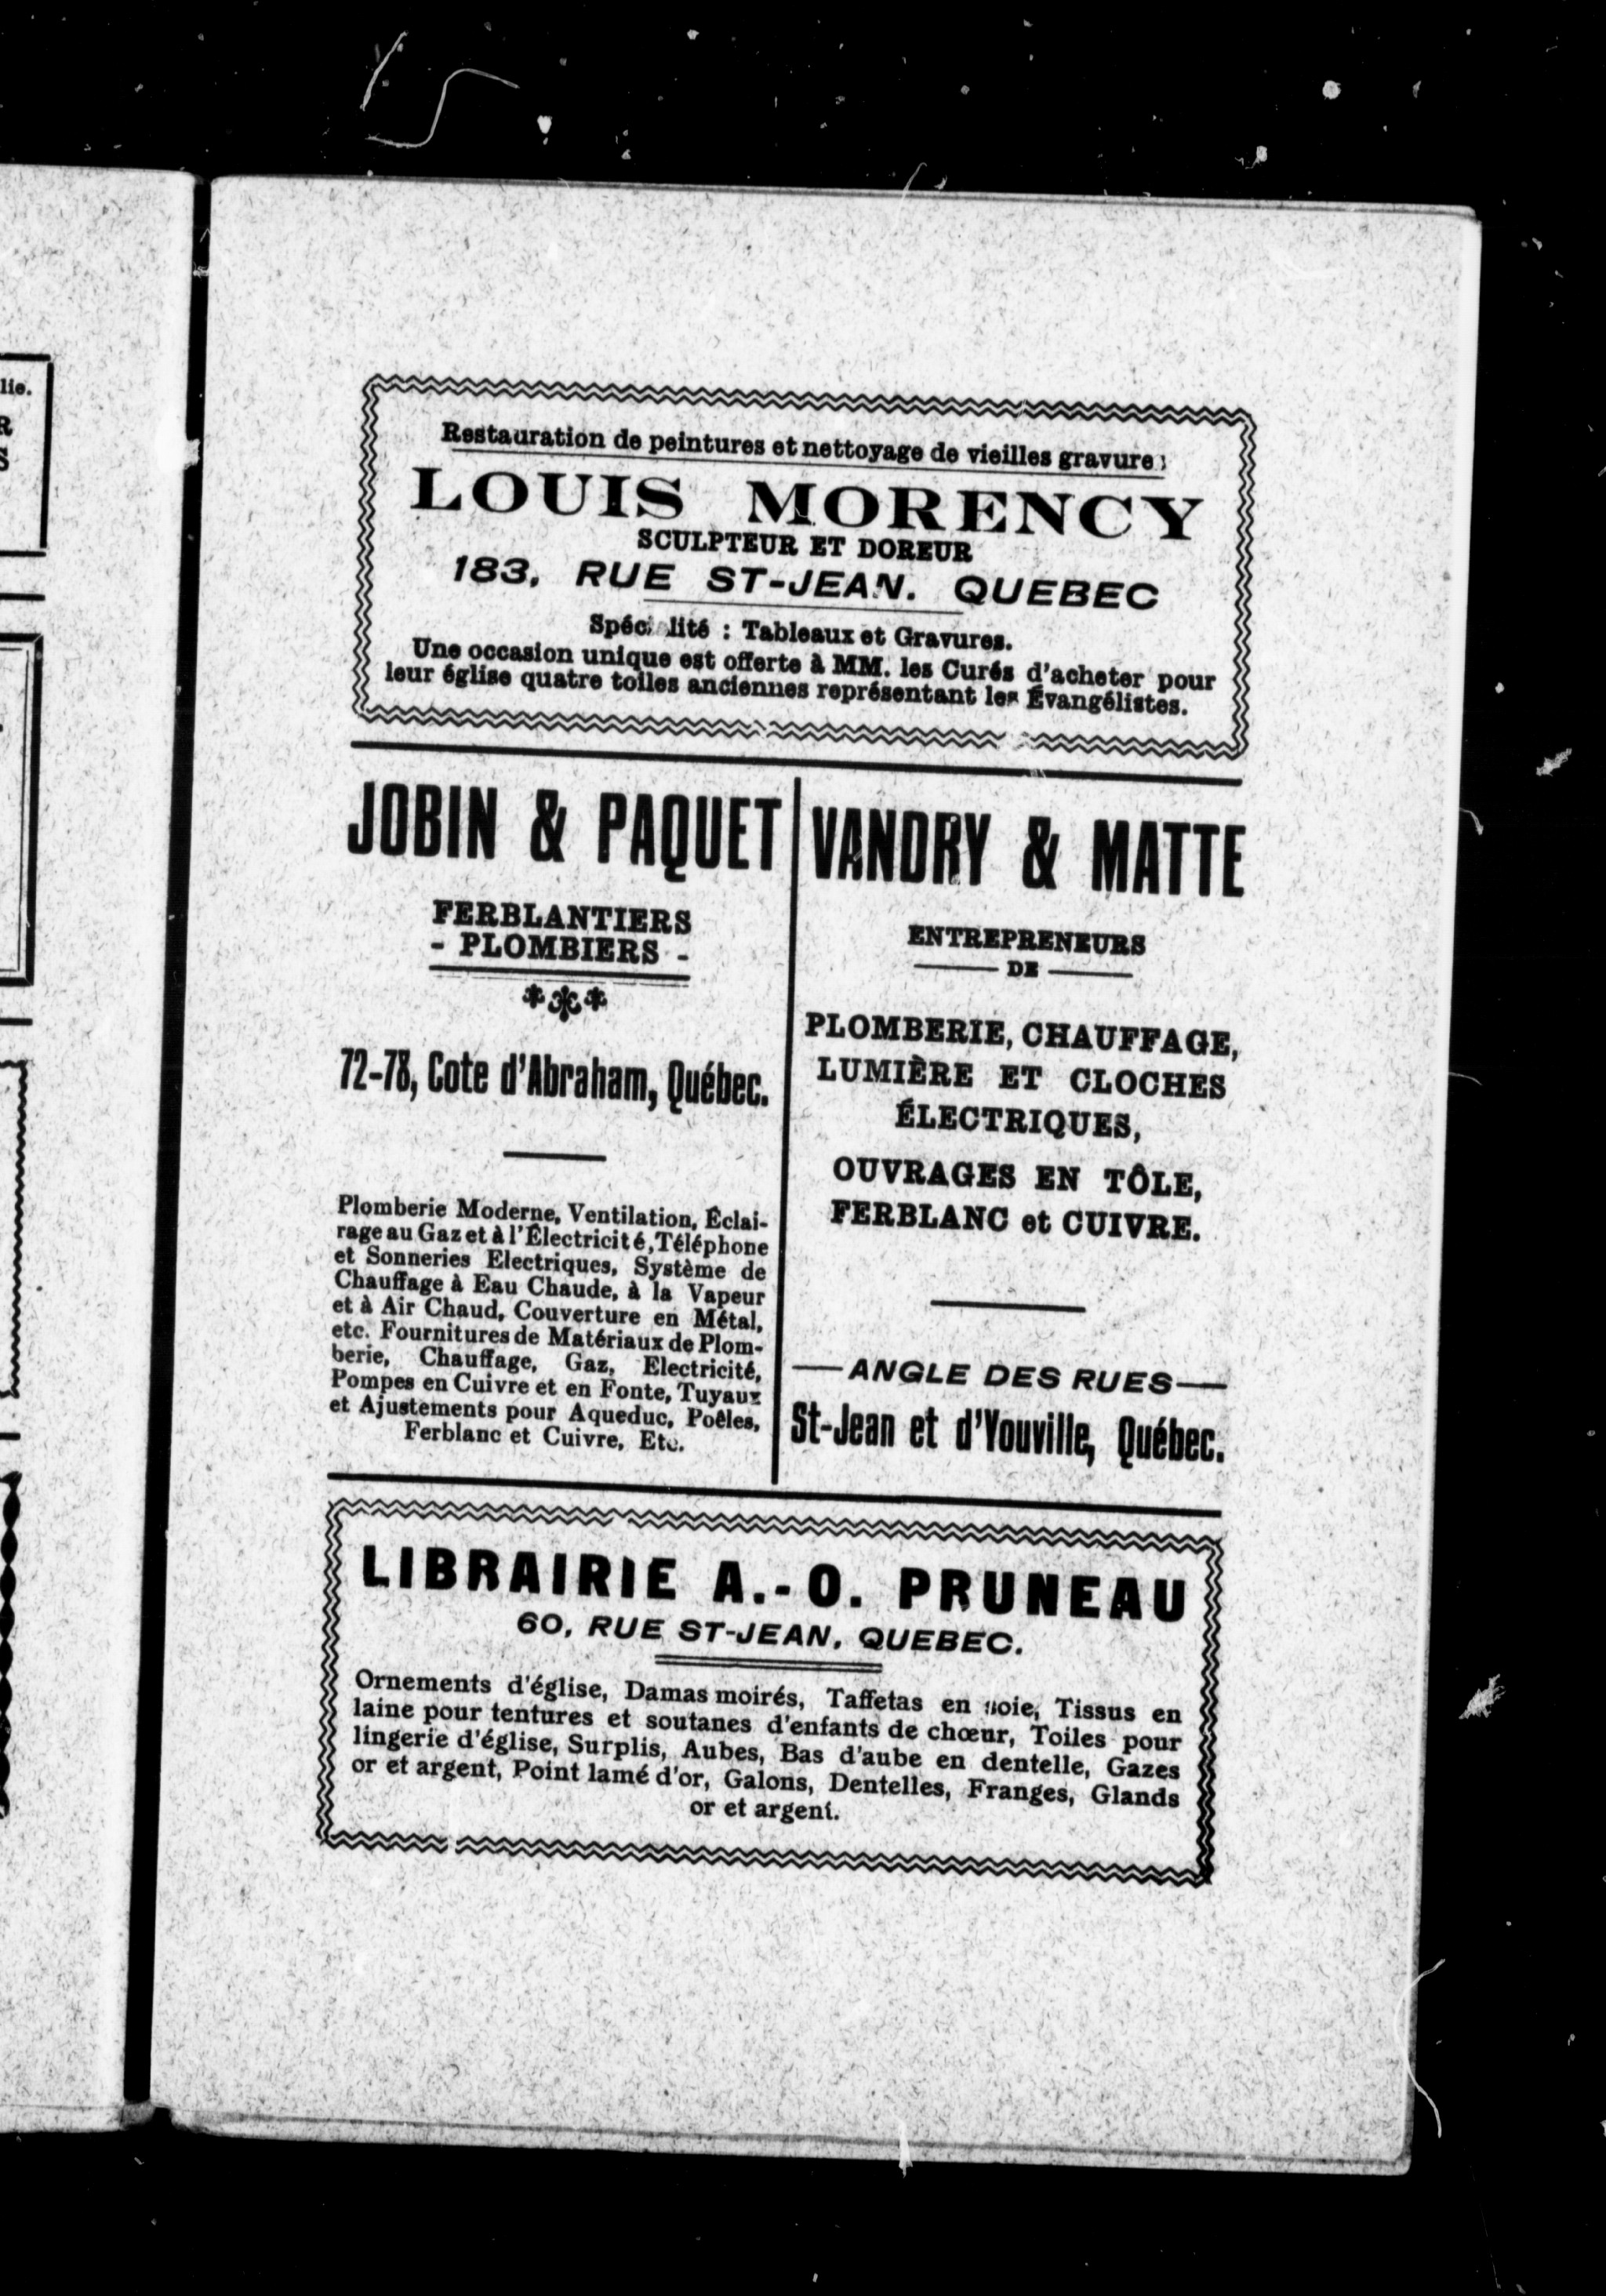 lie.
R
S
Restauration de peintures et nettoyage de vieilles gravures
LOUIS MORENCY
SCULPTEUR ET DOREUR
183, RUE ST-JEAN. QUEBEC
Spécialité : Tableaux et Gravures.
Une occasion unique est offerte à MM. les Curés d'acheter pour
leur église quatre toiles anciennes représentant les Évangélistes.
JOBIN & PAQUET
FERBLANTIERS
- PLOMBIERS -
72-78, Cote d'Abraham, Québec.
Plomberie Moderne, Ventilation, Éclai-
rage au Gaz et à l'Électricité, Téléphone
et Sonneries Electriques, Système de
Chauffage à Eau Chaude, à la Vapeur
et à Air Chaud, Couverture en Métal,
etc. Fournitures de Matériaux de Plom-
berie, Chauffage, Gaz, Electricité,
Pompes en Cuivre et en Fonte, Tuyaux
et Ajustements pour Aqueduc, Poêles,
Ferblanc et Cuivre, Etc.
VANDRY & MATTE
ENTREPRENEURS
DE
PLOMBERIE, CHAUFFAGE,
LUMIÈRE ET CLOCHES
ÉLECTRIQUES,
OUVRAGES EN TÔLE,
FERBLANC et CUIVRE.
— ANGLE DES RUES —
St-Jean et d'Youville, Québec.
LIBRAIRIE A.-O. PRUNEAU
60, RUE ST-JEAN, QUEBEC.
Ornements d'église, Damas moirés, Taffetas en soie, Tissus en
laine pour tentures et soutanes d'enfants de chœur, Toiles pour
lingerie d'église, Surplis, Aubes, Bas d'aube en dentelle, Gazes
or et argent, Point lamé d'or, Galons, Dentelles, Franges, Glands
or et argent.